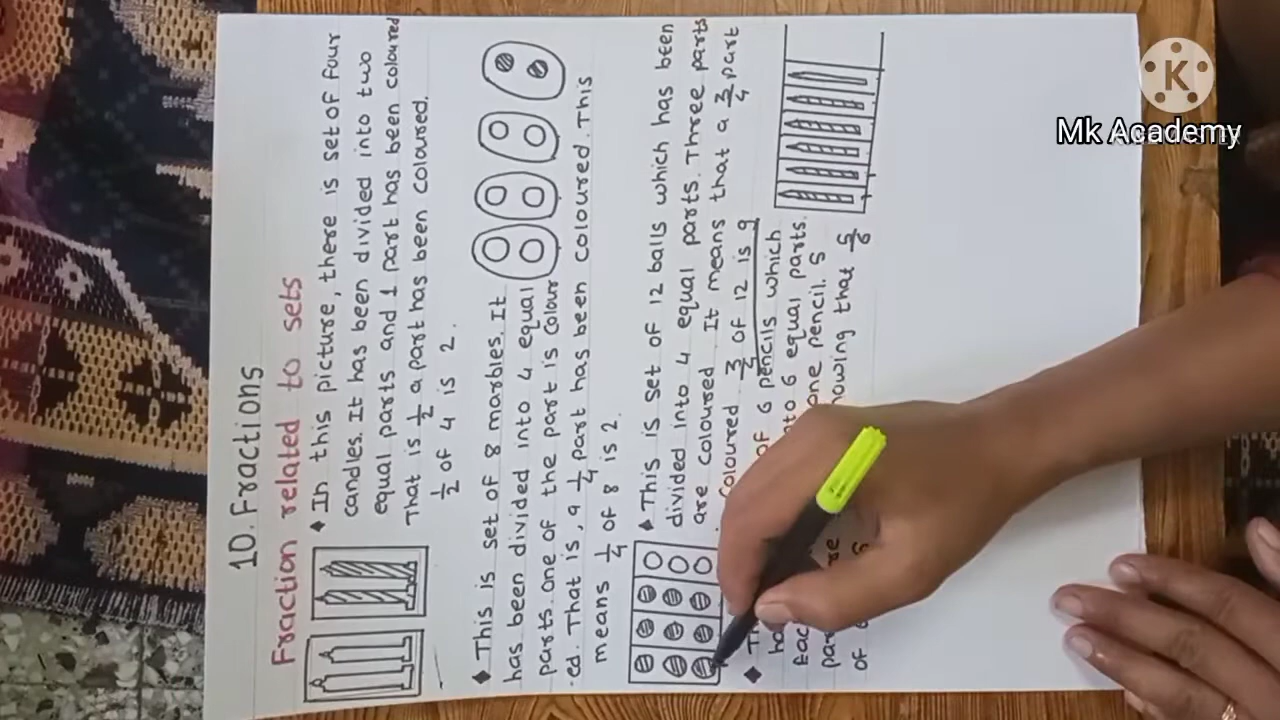 10. Fractions
Fraction related to sets
♦ In this picture, there is set of four
candles. It has been divided into two
equal parts and 1 part has been coloured
That is 1/2 a part has been coloured.
1/2 of 4 is 2.
♦ This is set of 8 marbles. It
has been divided into 4 equal
parts. one of the part is colour
-ed. That is, a 1/4 part has been coloured. This
means 1/4 of 8 is 2.
♦ This is set of 12 balls which has been
divided into 4 equal parts. Three parts
are coloured. It means that a 3/4 part
coloured 3/4 of 12 is 9
of 6 pencils which
into 6 equal parts.
one pencil. 5
showing that 5/6
of
K
Mk Academy